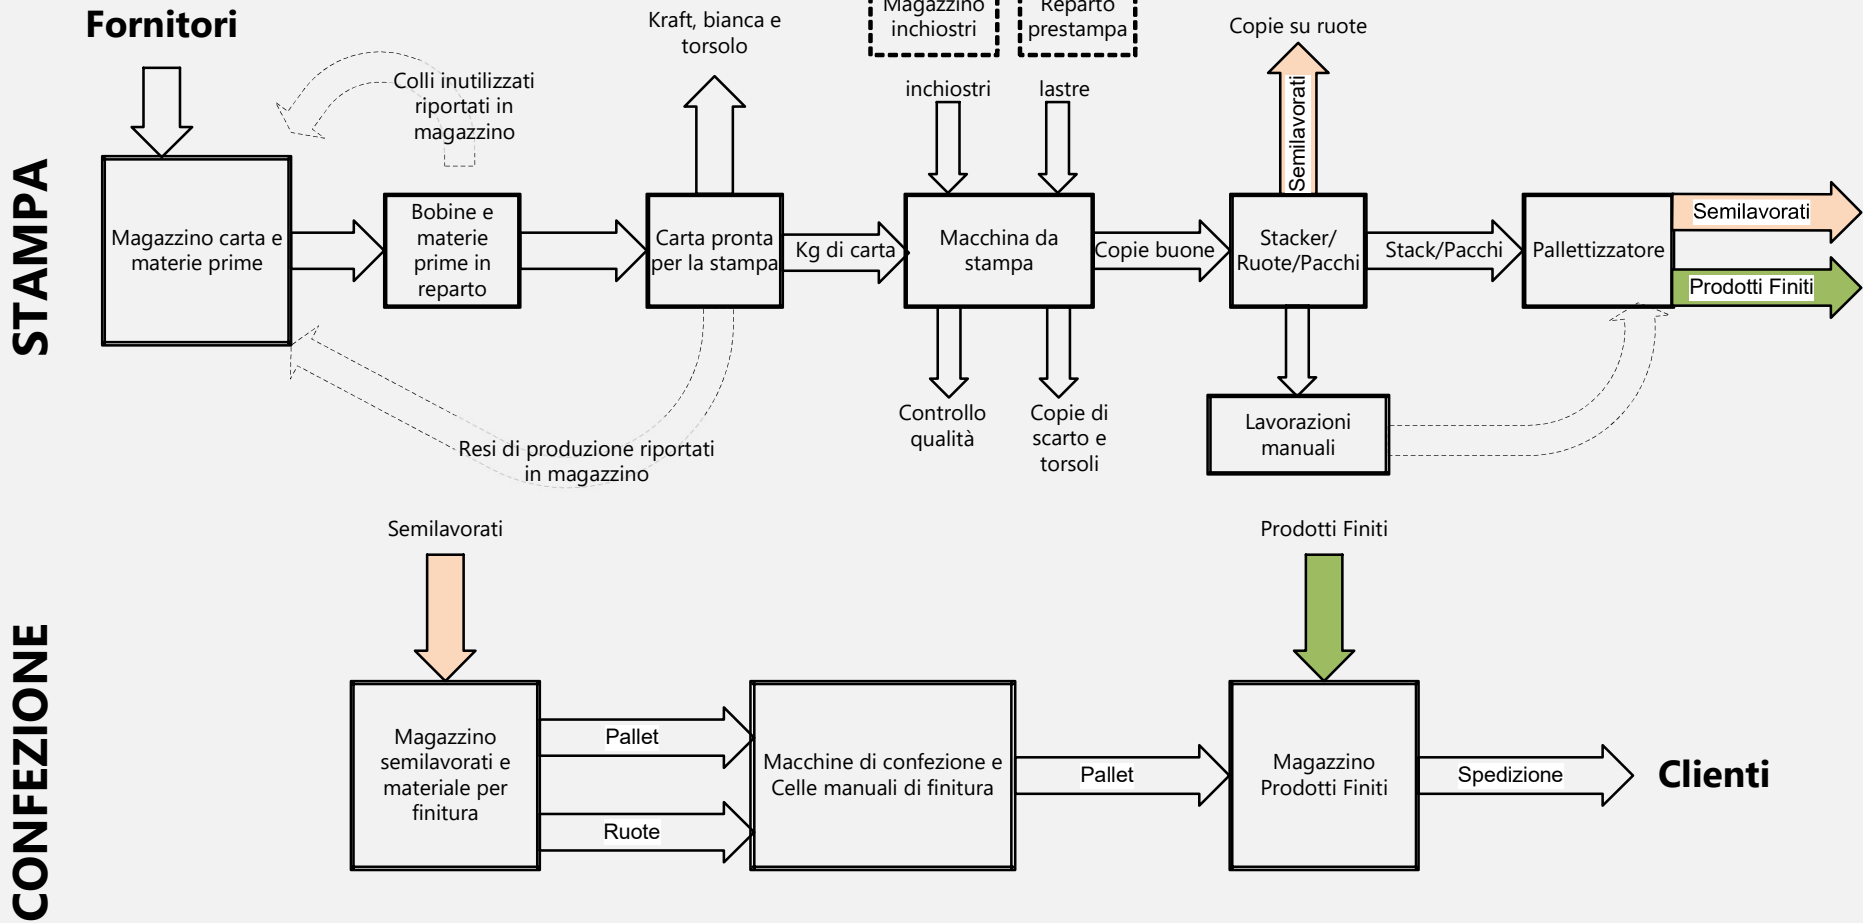 Fornitori
Kraft, bianca e
torsolo
Magazzino
inchiostri
Reparto
prestampa
Copie su ruote
Colli inutilizzati
riportati in
magazzino
inchiostri
lastre
Semilavorati
STAMPA
Magazzino carta e
materie prime
Bobine e
materie
prime in
reparto
Carta pronta
per la stampa
Kg di carta
Macchina da
stampa
Copie buone
Stacker/
Ruote/Pacchi
Stack/Pacchi
Pallettizzatore
Semilavorati
Prodotti Finiti
Resi di produzione riportati
in magazzino
Controllo
qualità
Copie di
scarto e
torsoli
Lavorazioni
manuali
Semilavorati
Prodotti Finiti
CONFEZIONE
Magazzino
semilavorati e
materiale per
finitura
Pallet
Ruote
Macchine di confezione e
Celle manuali di finitura
Pallet
Magazzino
Prodotti Finiti
Spedizione
Clienti